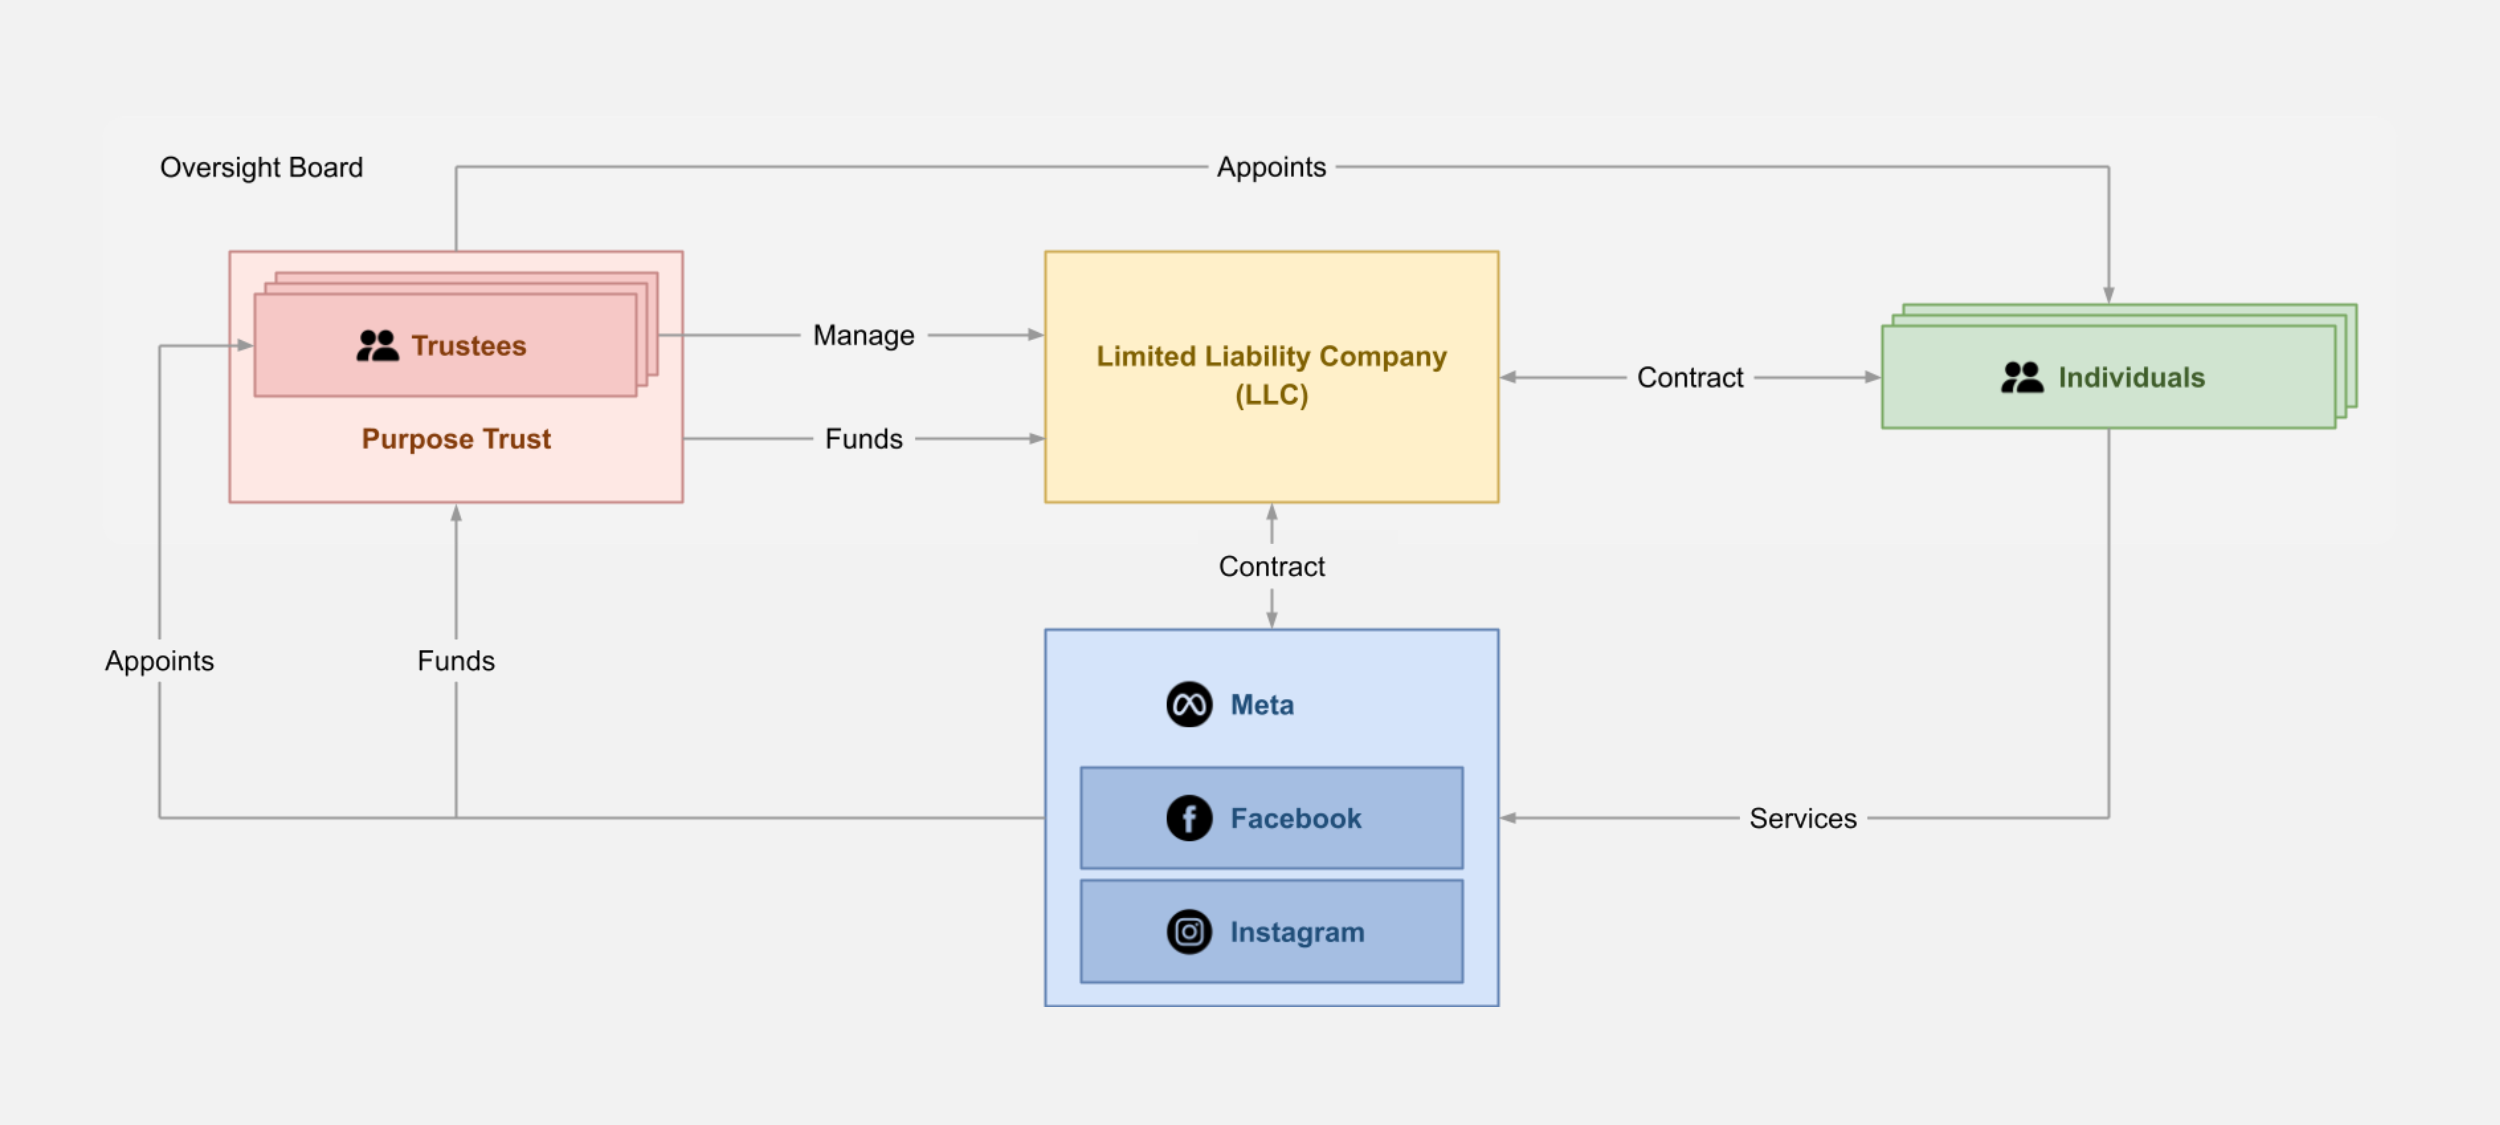 Oversight Board
Appoints
Trustees
Purpose Trust
Manage
Funds
Limited Liability Company
(LLC)
Contract
Individuals
Contract
Appoints
Funds
Meta
Facebook
Instagram
Services